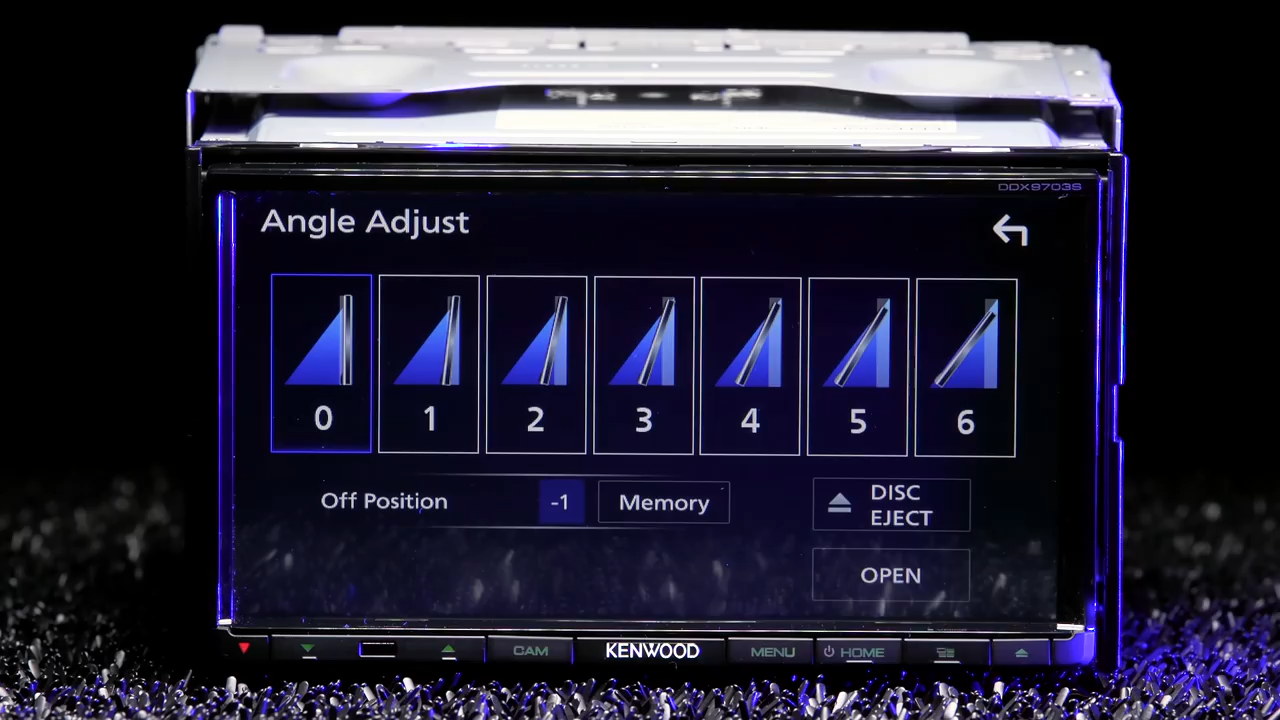 DDX9703S
Angle Adjust
0 1 2 3 4 5 6
Off Position -1 Memory
DISC
EJECT
OPEN
CAM KENWOOD MENU HOME